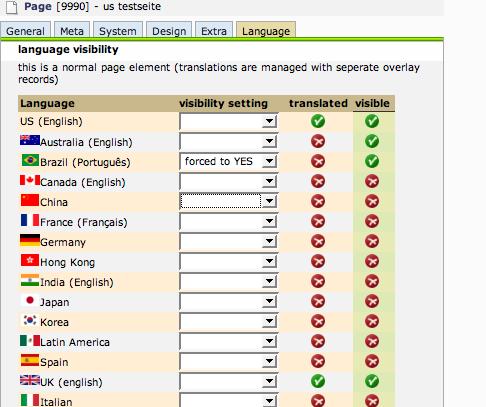 Page [9990] - us testseite
General Meta System Design Extra Language
language visibility
this is a normal page element (translations are managed with seperate overlay
records)
Language visibility setting translated visible
US (English)
Australia (English)
Brazil (Português) forced to YES
Canada (English)
China
France (Français)
Germany
Hong Kong
India (English)
Japan
Korea
Latin America
Spain
UK (english)
Italian